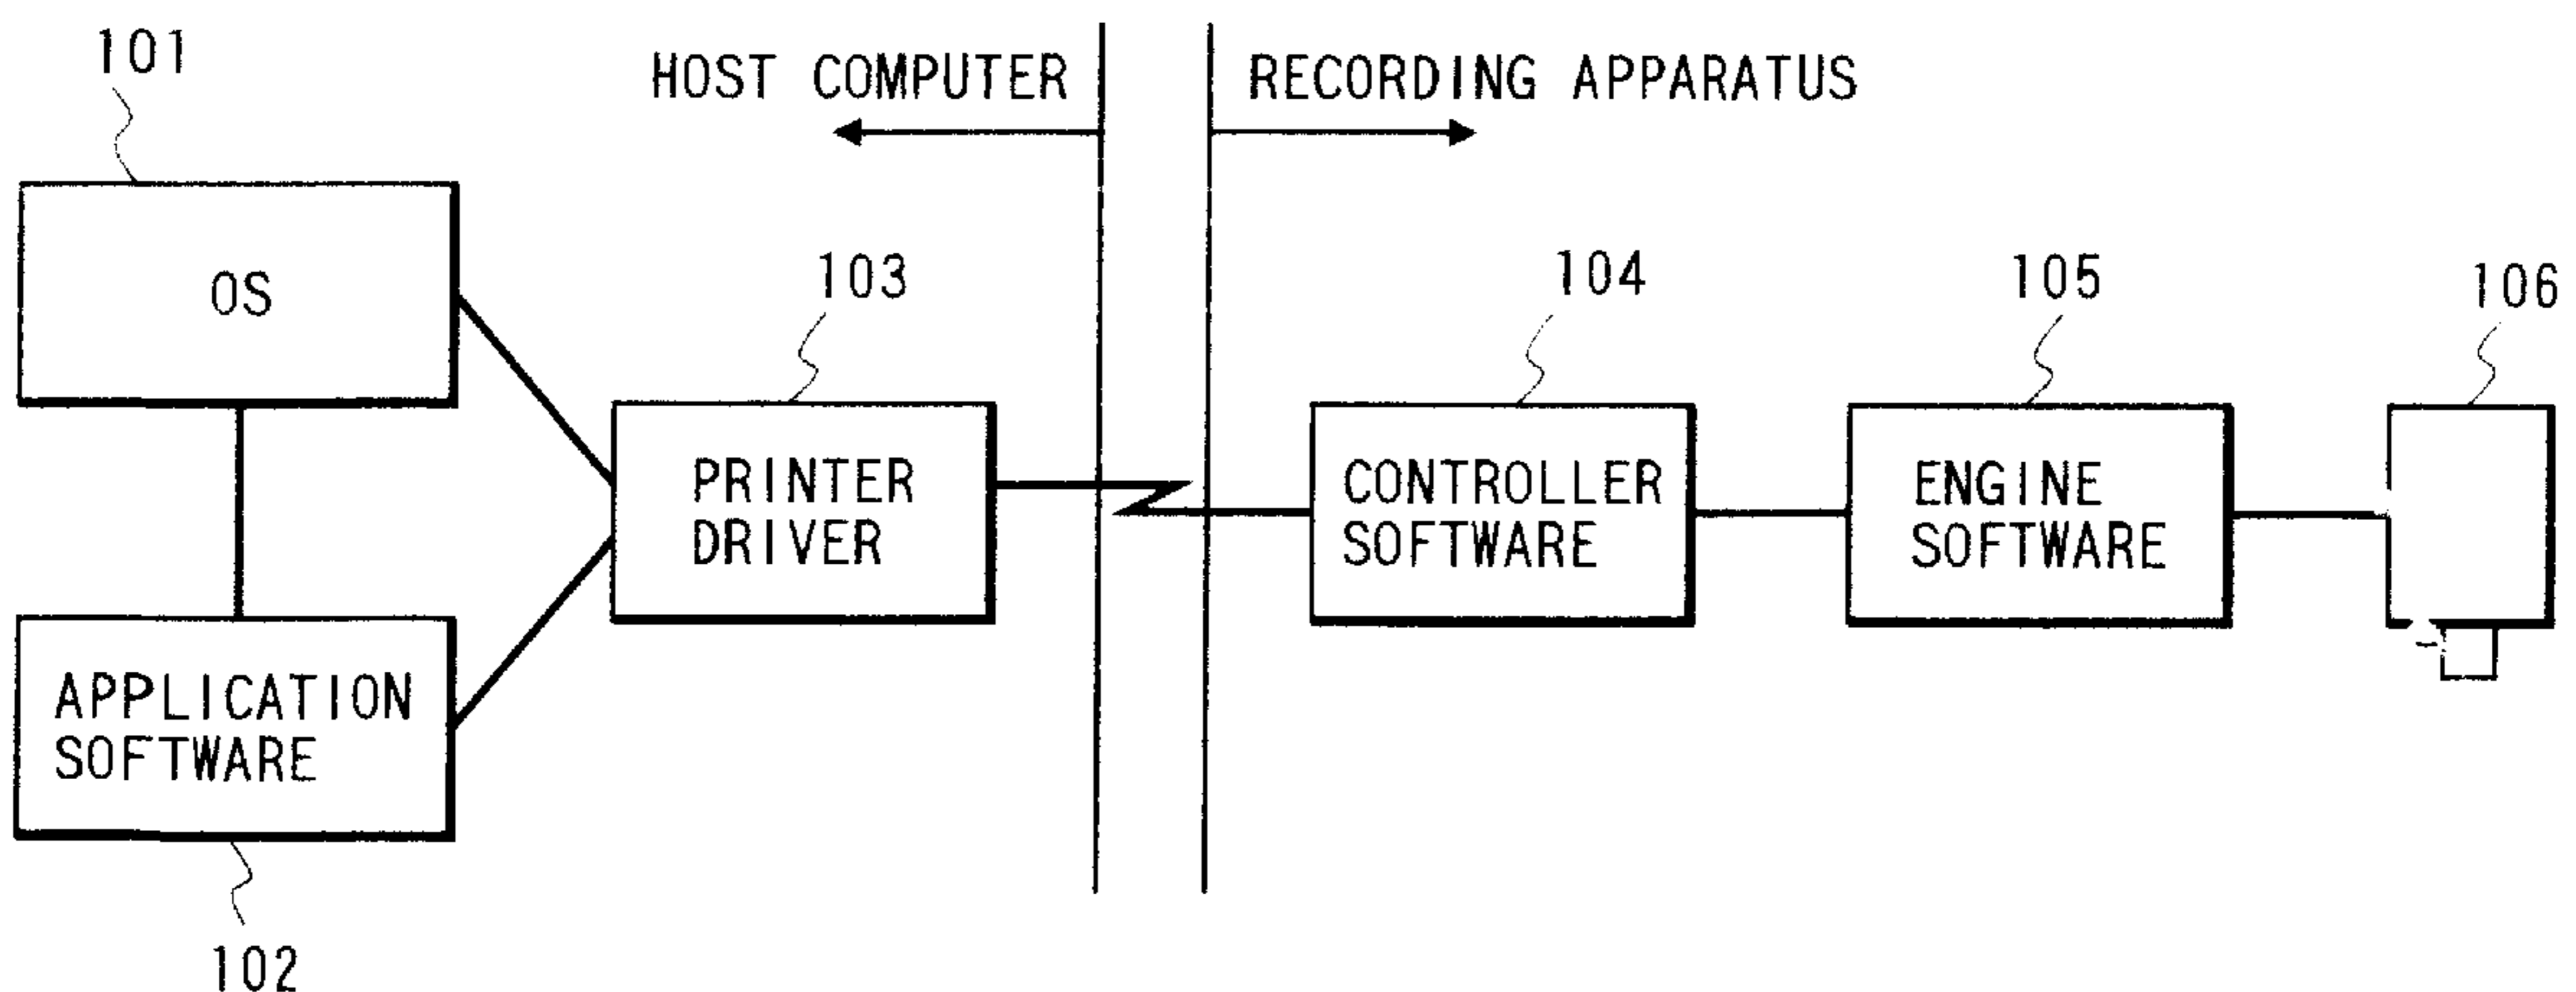 101
HOST COMPUTER
RECORDING APPARATUS
OS
103
104
105
106
PRINTER
DRIVER
CONTROLLER
SOFTWARE
ENGINE
SOFTWARE
APPLICATION
SOFTWARE
102